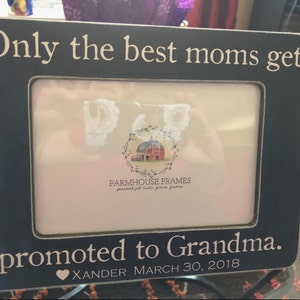 Only the best moms get
FARMHOUSE FRAMES
promoted to Grandma.
♥XANDER MARCH 30, 2018